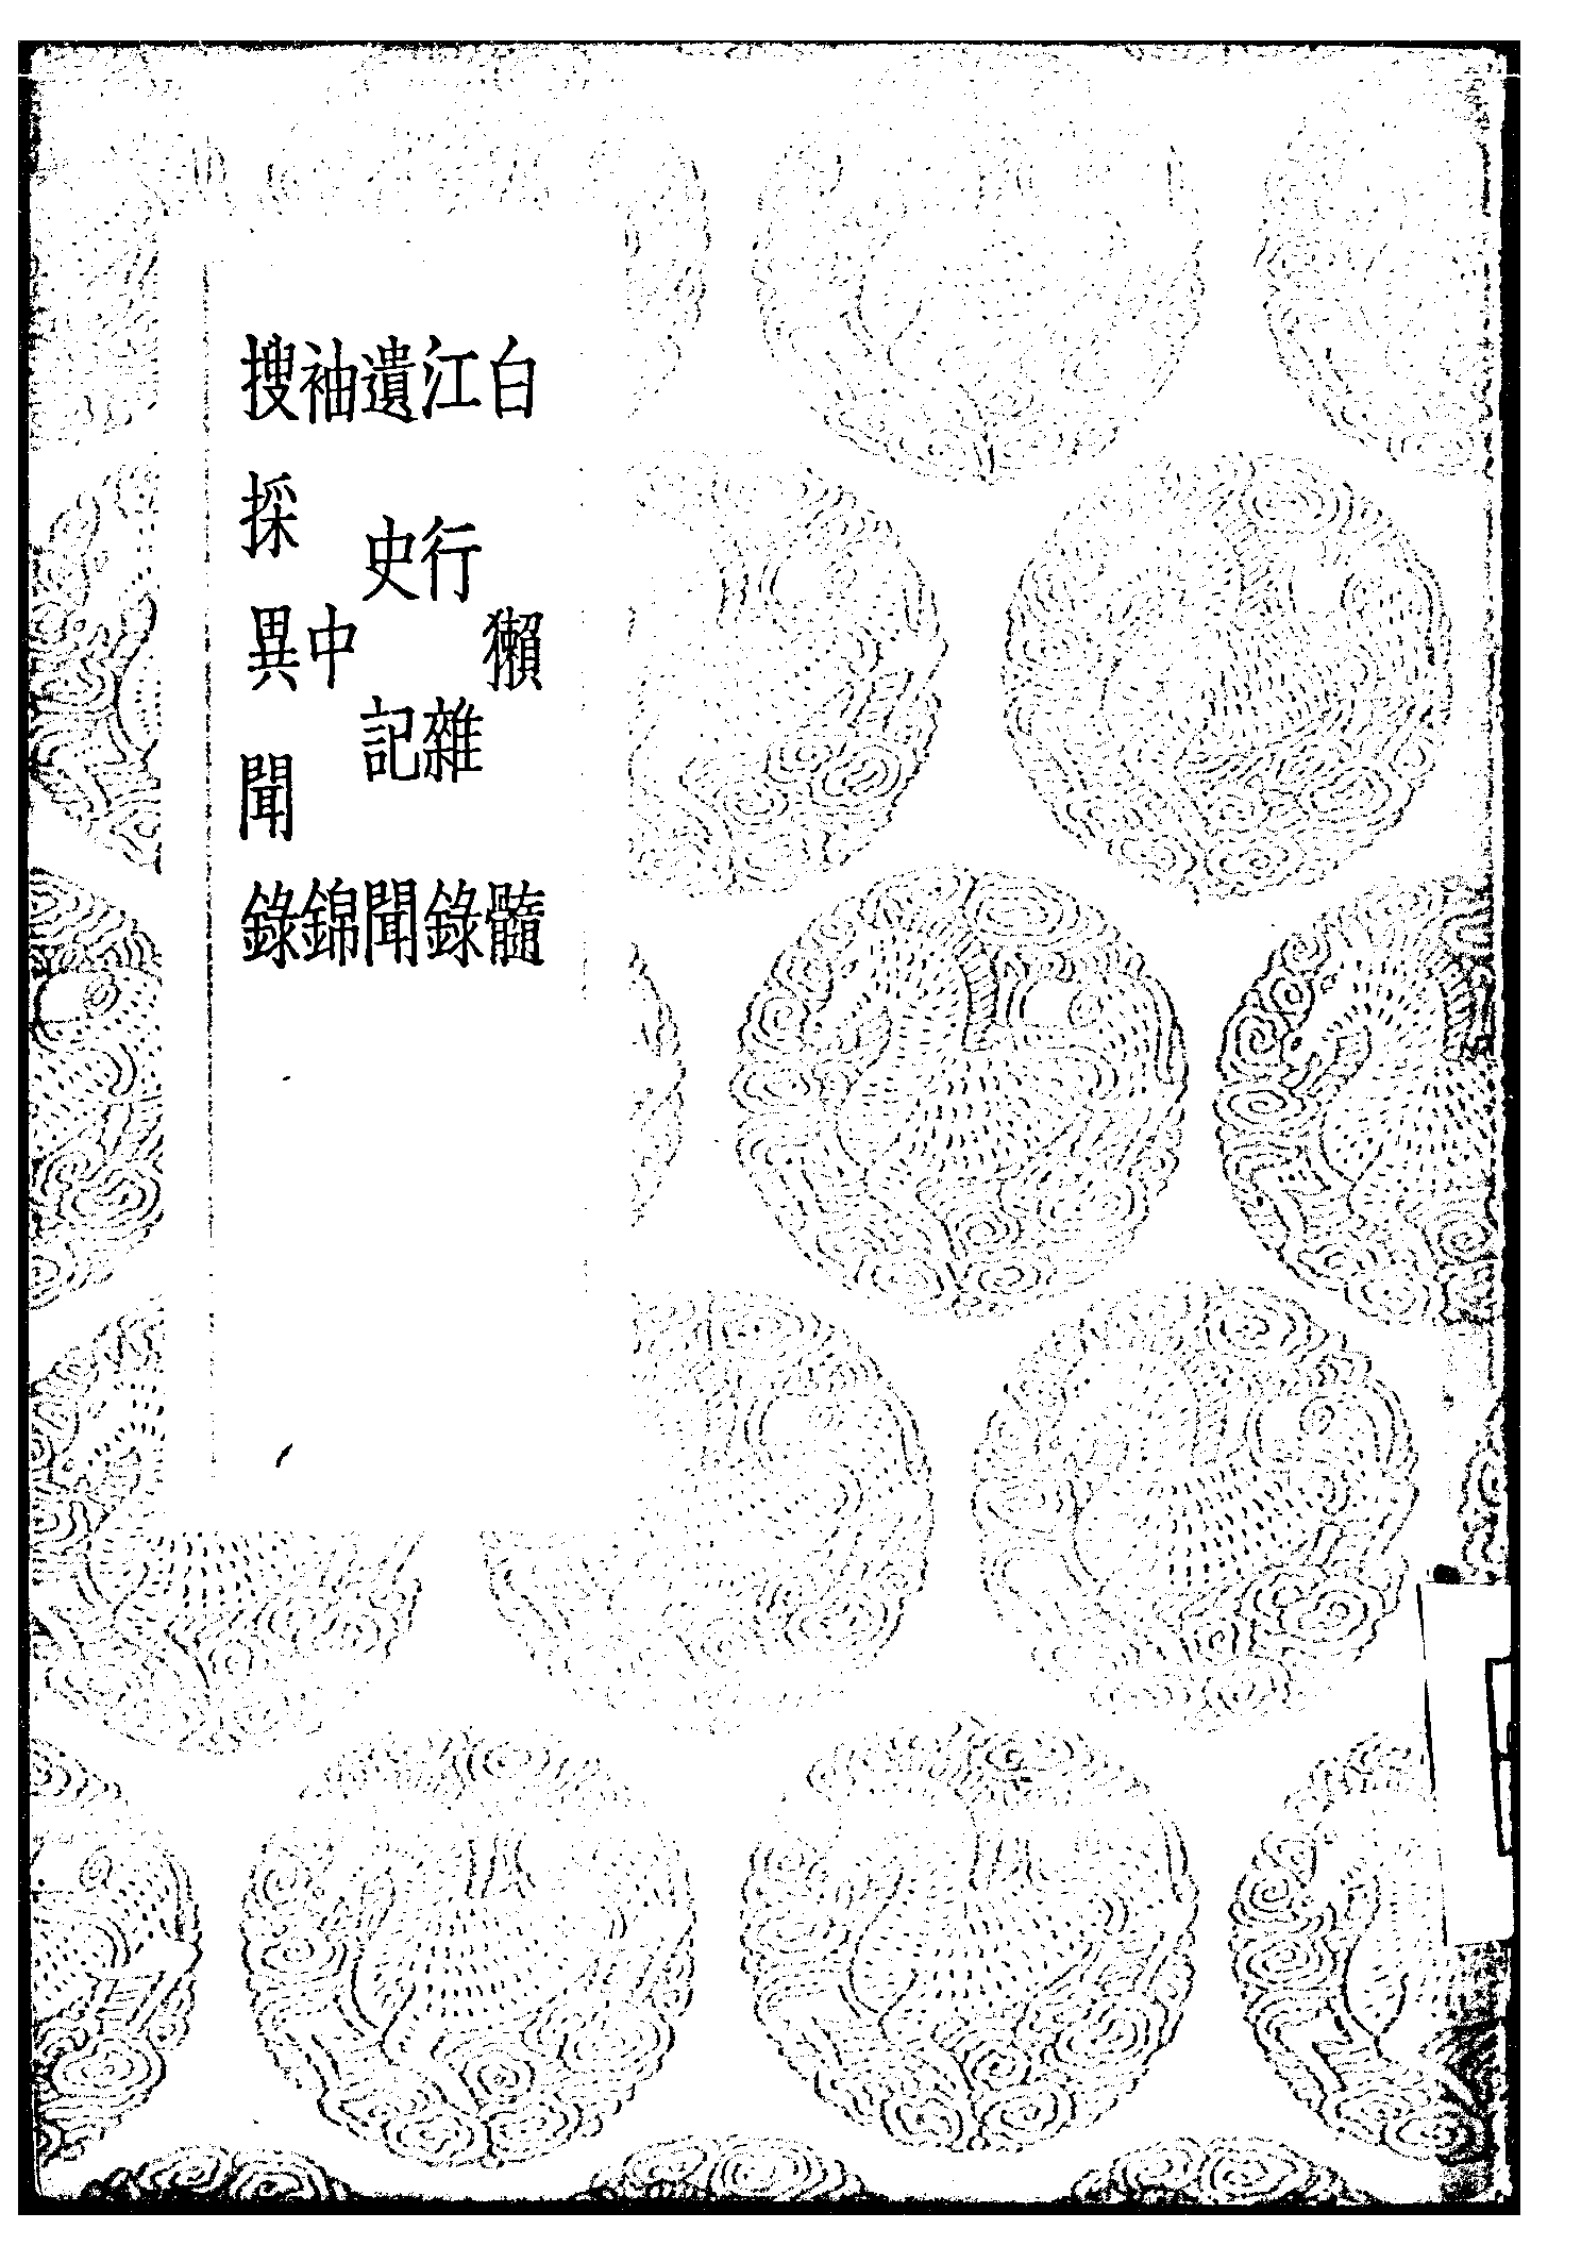 白獺髓
江行雜錄
遺史記聞
袖中錦
搜採異聞錄